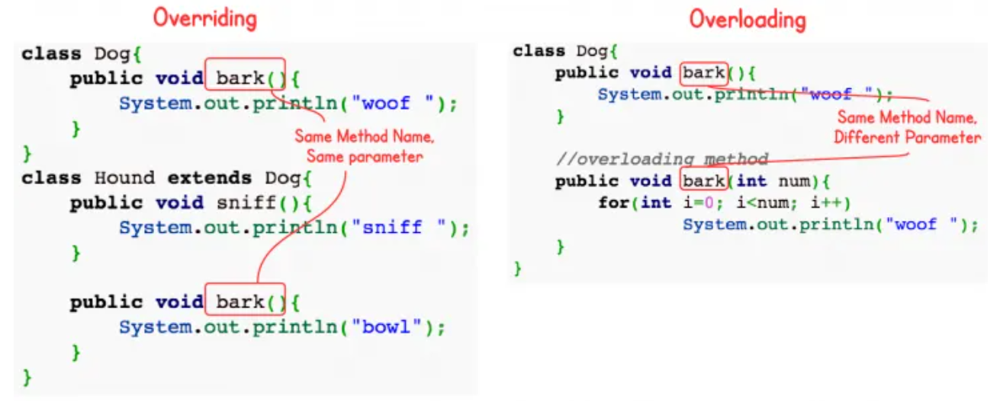 Overriding
class Dog{
    public void bark(){
        System.out.println("woof ");
    }
}
class Hound extends Dog{
    public void sniff(){
        System.out.println("sniff ");
    }
    public void bark(){
        System.out.println("bowl");
    }
}
Same Method Name,
Same parameter
Overloading
class Dog{
    public void bark(){
        System.out.println("woof ");
    }
    //overloading method
    public void bark(int num){
        for(int i=0; i<num; i++)
            System.out.println("woof ");
    }
}
Same Method Name,
Different Parameter